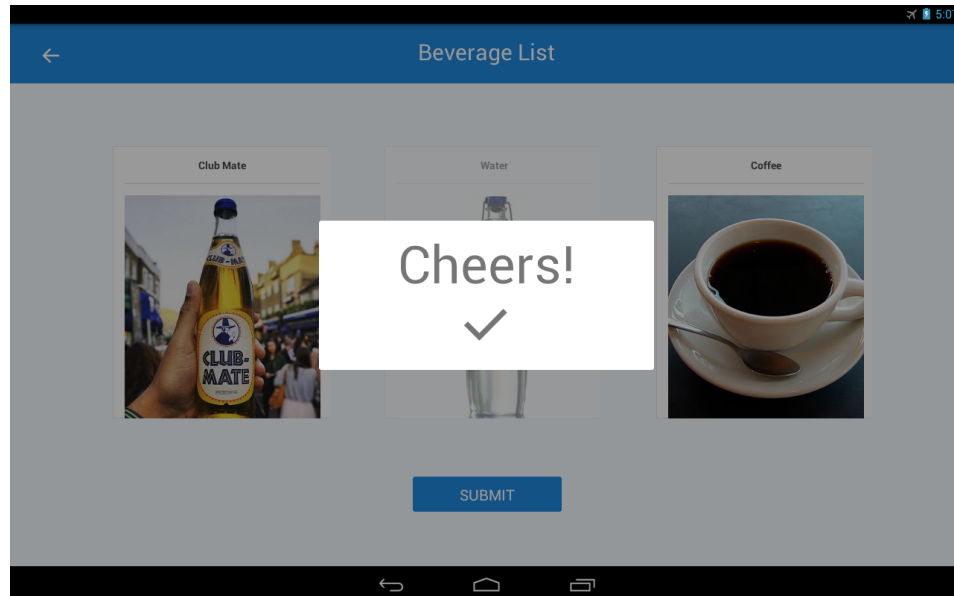 5:0
Beverage List
Club Mate
Water
Coffee
CLUB-MATE
CLUB-
MATE
Cheers!
SUBMIT